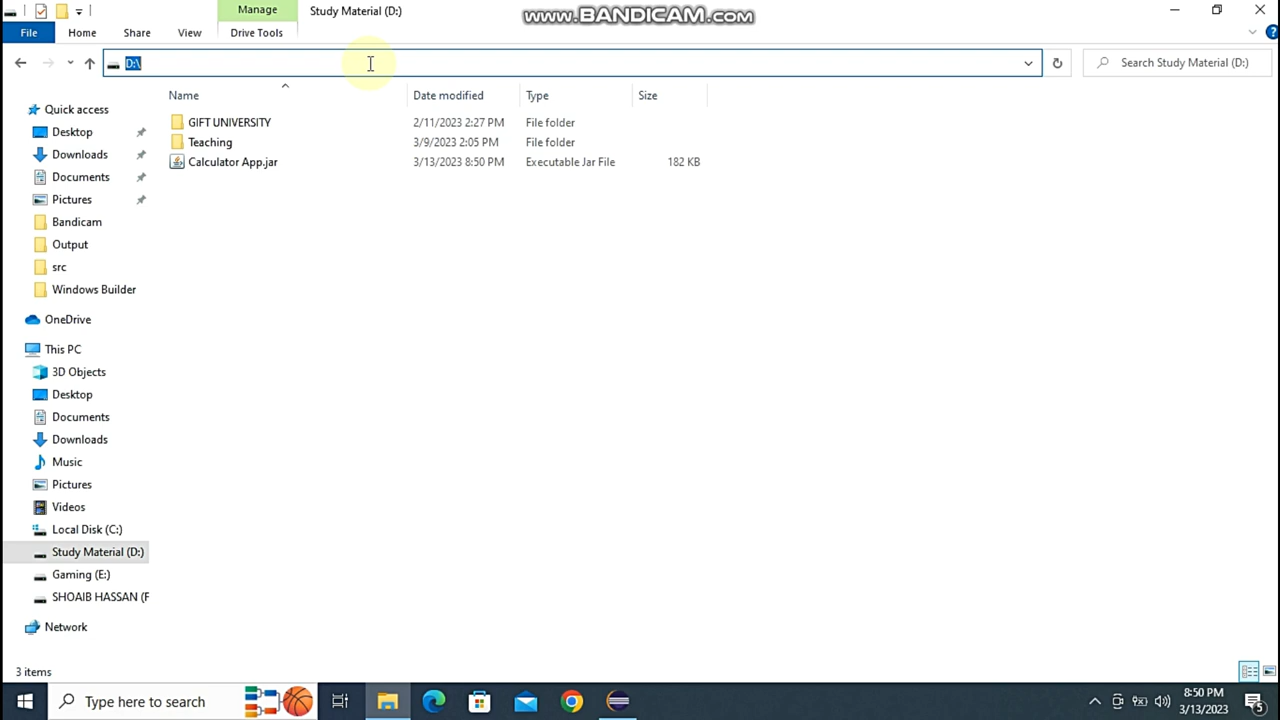 Manage
Study Material (D:)
WWW.BANDICAM.COM
File
Home
Share
View
Drive Tools
D:\
Search Study Material (D:)
Name
Date modified
Type
Size
GIFT UNIVERSITY
2/11/2023 2:27 PM
File folder
Teaching
3/9/2023 2:05 PM
File folder
Calculator App.jar
3/13/2023 8:50 PM
Executable Jar File
182 KB
Quick access
Desktop
Downloads
Documents
Pictures
Bandicam
Output
src
Windows Builder
OneDrive
This PC
3D Objects
Desktop
Documents
Downloads
Music
Pictures
Videos
Local Disk (C:)
Study Material (D:)
Gaming (E:)
SHOAIB HASSAN (F
Network
3 items
Type here to search
8:50 PM
3/13/2023
5